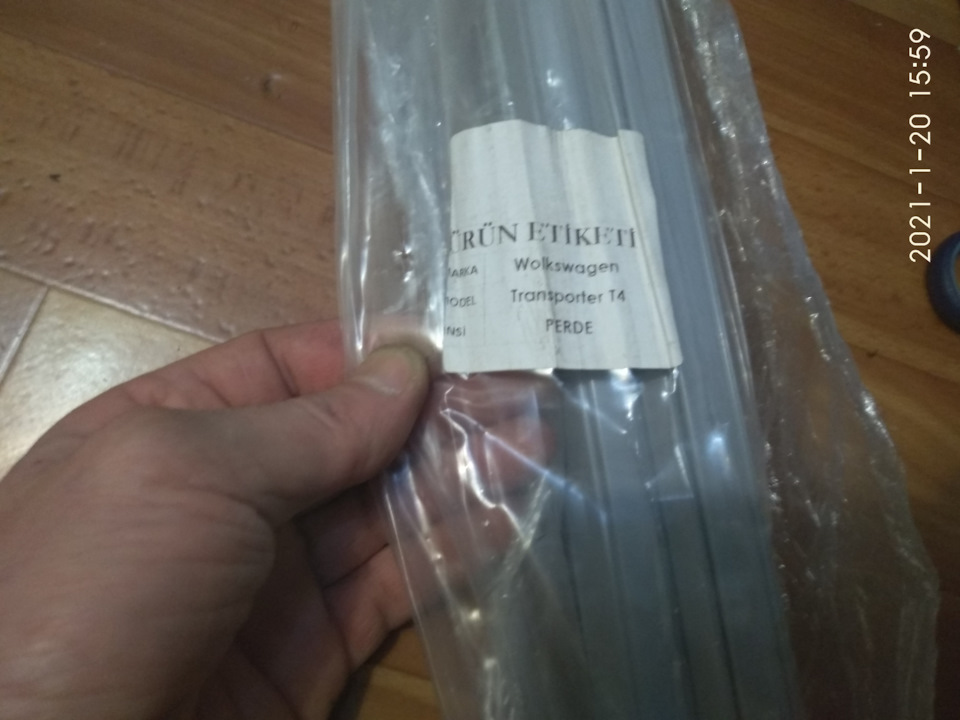 ÜRÜN ETİKETİ
ARKA Wolkswagen
ODEL Transporter T4
NSİ PERDE
2021-1-20 15:59